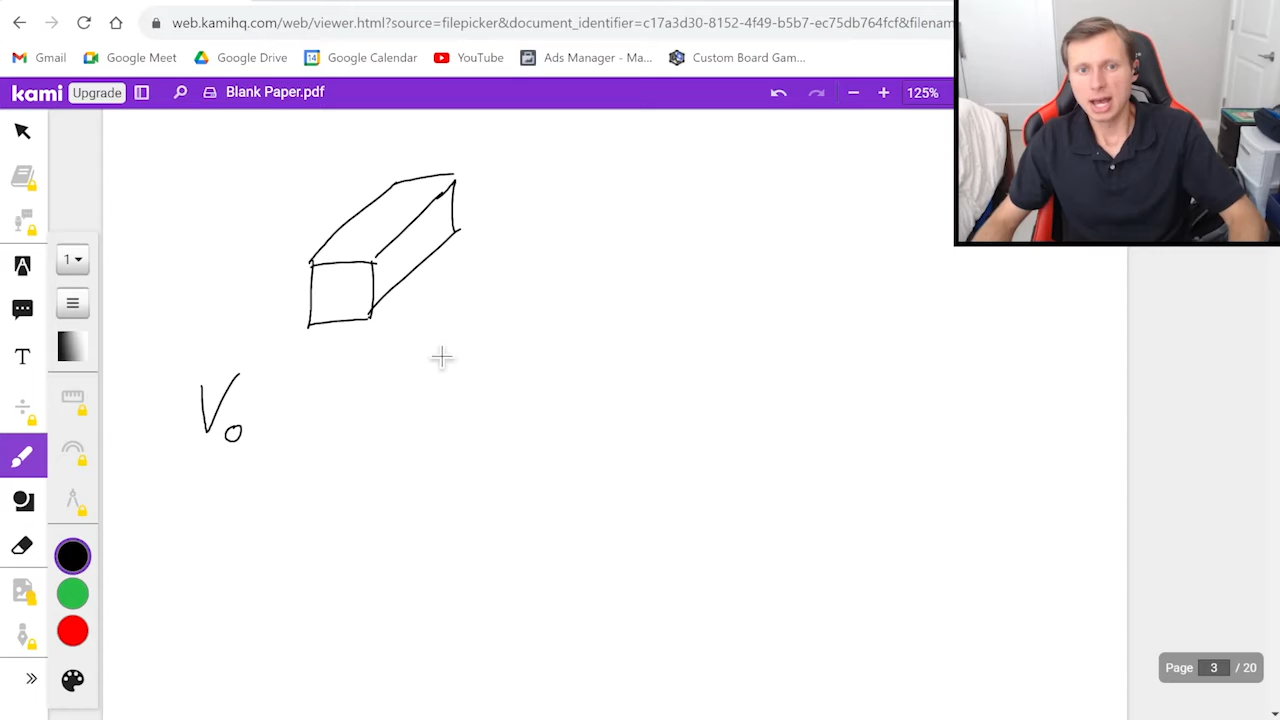 web.kamihq.com/web/viewer.html?source=filepicker&document_identifier=c17a3d30-8152-4f49-b5b7-ec75db764fcf&filenam
Gmail Google Meet Google Drive 14 Google Calendar YouTube Ads Manager - Ma... Custom Board Gam...
kami Upgrade Blank Paper.pdf 125%
1
A
T
V₀
Page 3 / 20